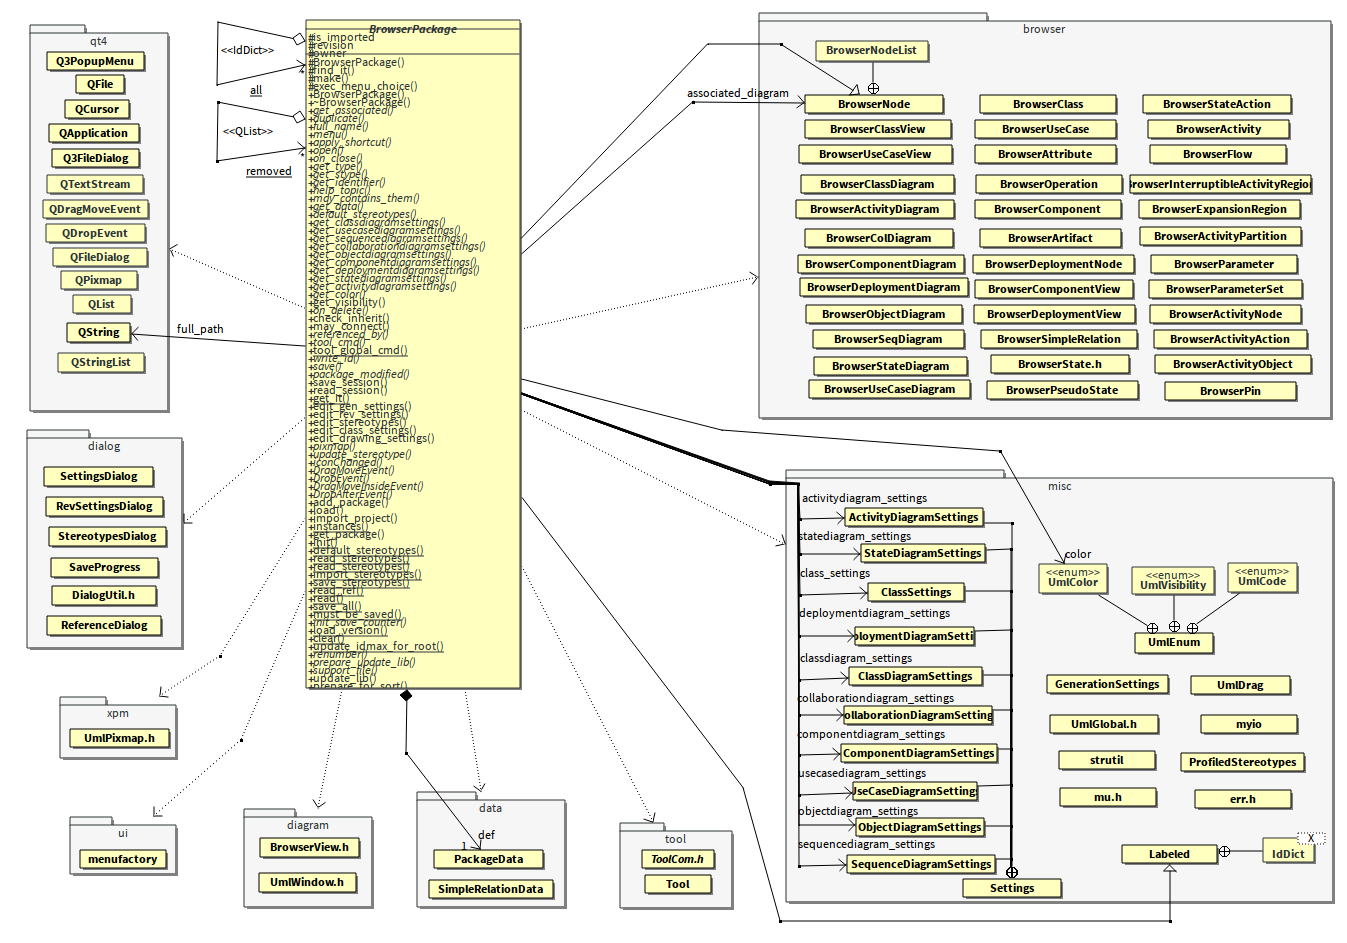 qt4
Q3PopupMenu
QFile
QCursor
QApplication
Q3FileDialog
QTextStream
QDragMoveEvent
QDropEvent
QFileDialog
QPixmap
QList
QString
QStringList
full_path
<<IdDict>>
all
<<QList>>
removed
BrowserPackage
#is_imported
#revision
#owner
#BrowserPackage()
#find_it()
#make()
#exec_menu_choice()
+BrowserPackage()
+~BrowserPackage()
+get_associated()
+duplicate()
+full_name()
+menu()
+apply_shortcut()
+open()
+on_close()
+get_type()
+get_stype()
+get_identifier()
+help_topic()
+may_contains_them()
+get_data()
+default_stereotypes()
+get_classdiagramsettings()
+get_usecasediagramsettings()
+get_sequencediagramsettings()
+get_collaborationdiagramsettings()
+get_objectdiagramsettings()
+get_componentdiagramsettings()
+get_deploymentdiagramsettings()
+get_statediagramsettings()
+get_activitydiagramsettings()
+get_color()
+get_visibility()
+on_delete()
+check_inherit()
+may_connect()
+referenced_by()
+tool_cmd()
+tool_global_cmd()
+write_id()
+save()
+package_modified()
+save_session()
+read_session()
+get_it()
+edit_gen_settings()
+edit_rev_settings()
+edit_stereotypes()
+edit_class_settings()
+edit_drawing_settings()
+pixmap()
+update_stereotype()
+iconChanged()
+DragMoveEvent()
+DropEvent()
+DragMoveInsideEvent()
+DropAfterEvent()
+add_package()
+load()
+import_project()
+instances()
+get_package()
+init()
+default_stereotypes()
+read_stereotypes()
+read_stereotypes()
+import_stereotypes()
+save_stereotypes()
+read_ref()
+read()
+save_all()
+must_be_saved()
+init_save_counter()
+load_version()
+clear()
+update_idmax_for_root()
+renumber()
+prepare_update_lib()
+support_file()
+update_lib()
+prepare_for_sort()
browser
BrowserNodeList
associated_diagram
BrowserNode
BrowserClass
BrowserStateAction
BrowserClassView
BrowserUseCase
BrowserActivity
BrowserUseCaseView
BrowserAttribute
BrowserFlow
BrowserClassDiagram
BrowserOperation
rowserInterruptibleActivityRegio
BrowserActivityDiagram
BrowserComponent
BrowserExpansionRegion
BrowserColDiagram
BrowserArtifact
BrowserActivityPartition
BrowserComponentDiagram
BrowserDeploymentNode
BrowserParameter
BrowserDeploymentDiagram
BrowserComponentView
BrowserParameterSet
BrowserObjectDiagram
BrowserDeploymentView
BrowserActivityNode
BrowserSeqDiagram
BrowserSimpleRelation
BrowserActivityAction
BrowserStateDiagram
BrowserState.h
BrowserActivityObject
BrowserUseCaseDiagram
BrowserPseudoState
BrowserPin
dialog
SettingsDialog
RevSettingsDialog
StereotypesDialog
SaveProgress
DialogUtil.h
ReferenceDialog
xpm
UmlPixmap.h
ui
menufactory
diagram
BrowserView.h
UmlWindow.h
data
def
1
PackageData
SimpleRelationData
tool
ToolCom.h
Tool
misc
activitydiagram_settings
ActivityDiagramSettings
statediagram_settings
StateDiagramSettings
class_settings
ClassSettings
deploymentdiagram_settings
ploymentDiagramSetti
classdiagram_settings
ClassDiagramSettings
collaborationdiagram_settings
ollaborationDiagramSetting
componentdiagram_settings
ComponentDiagramSettings
usecasediagram_settings
UseCaseDiagramSettings
objectdiagram_settings
ObjectDiagramSettings
sequencediagram_settings
SequenceDiagramSettings
Settings
color
<<enum>>
UmlColor
<<enum>>
UmlVisibility
<<enum>>
UmlCode
UmlEnum
GenerationSettings
UmlDrag
UmlGlobal.h
myio
strutil
ProfiledStereotypes
mu.h
err.h
Labeled
X
IdDict